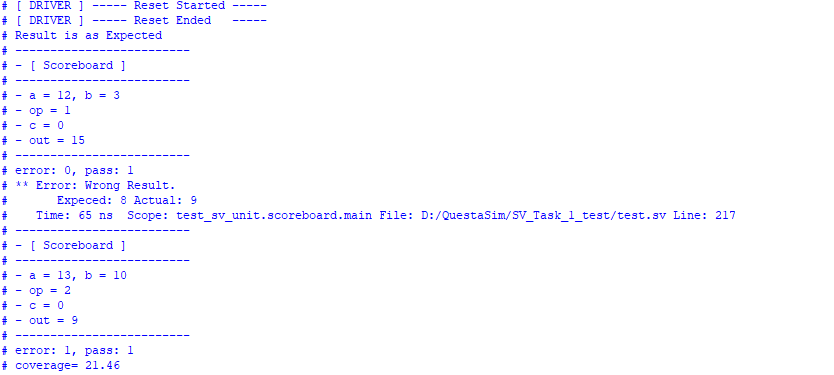 # [ DRIVER ] ----- Reset Started -----
# [ DRIVER ] ----- Reset Ended   -----
# Result is as Expected
# -------------------------
# - [ Scoreboard ]
# -------------------------
# - a = 12, b = 3
# - op = 1
# - c = 0
# - out = 15
# -------------------------
# error: 0, pass: 1
# ** Error: Wrong Result.
#       Expeced: 8 Actual: 9
#    Time: 65 ns  Scope: test_sv_unit.scoreboard.main File: D:/QuestaSim/SV_Task_1_test/test.sv Line: 217
# -------------------------
# - [ Scoreboard ]
# -------------------------
# - a = 13, b = 10
# - op = 2
# - c = 0
# - out = 9
# -------------------------
# error: 1, pass: 1
# coverage= 21.46